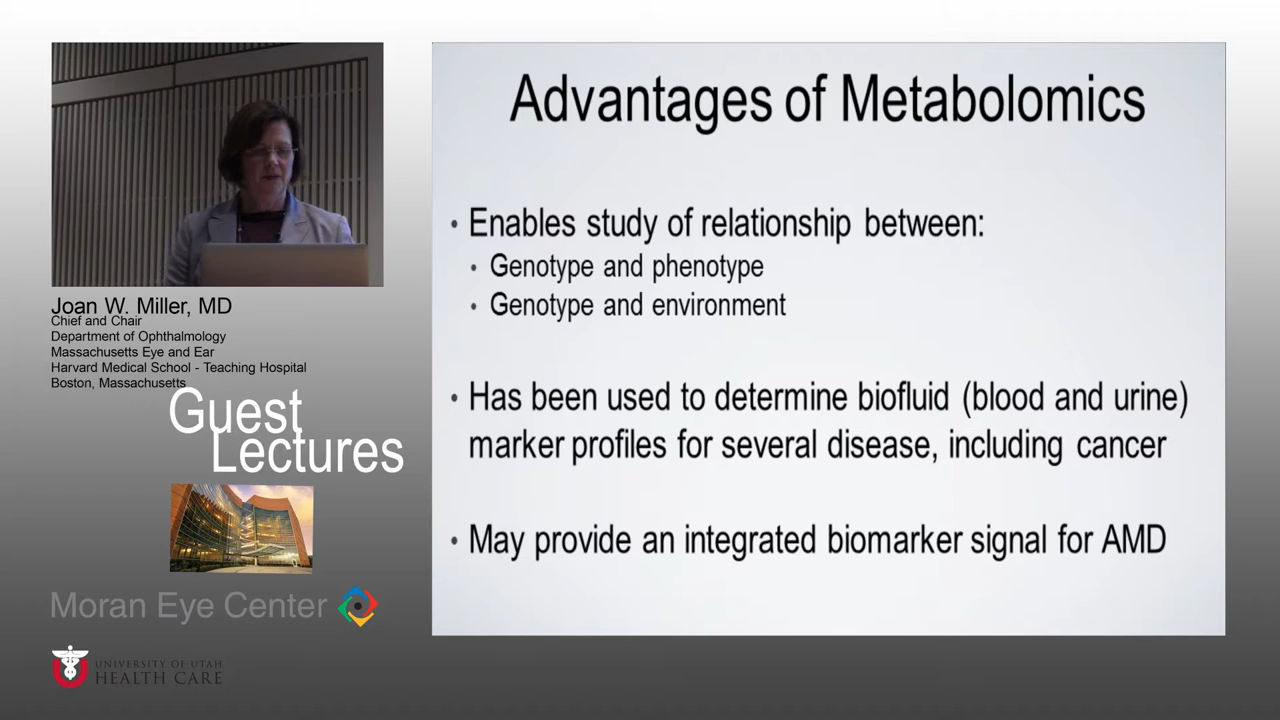 Joan W. Miller, MD
Chief and Chair
Department of Ophthalmology
Massachusetts Eye and Ear
Harvard Medical School - Teaching Hospital
Boston, Massachusetts
Guest
Lectures
Moran Eye Center
UNIVERSITY OF UTAH
HEALTH CARE
Advantages of Metabolomics
• Enables study of relationship between:
• Genotype and phenotype
• Genotype and environment
• Has been used to determine biofluid (blood and urine)
marker profiles for several disease, including cancer
• May provide an integrated biomarker signal for AMD